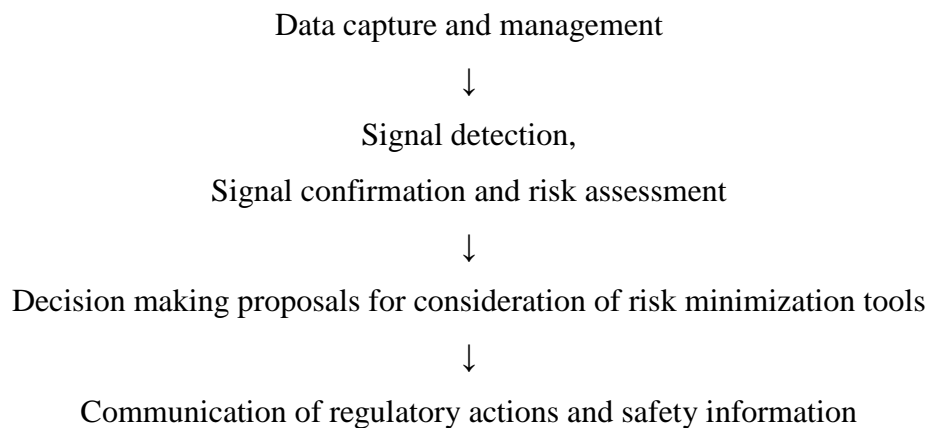 Data capture and management
↓
Signal detection,
Signal confirmation and risk assessment
↓
Decision making proposals for consideration of risk minimization tools
↓
Communication of regulatory actions and safety information